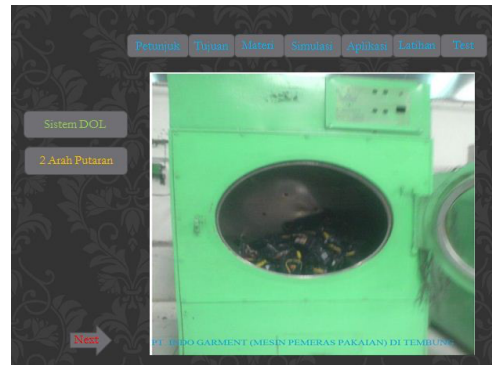 Petunjuk Tujuan Materi Simulasi Aplikasi Latihan Test
Sistem DOL
2 Arah Putaran
Next
GARMENT (MESIN PEMERAS PAKAIAN) DI TEMBUNG